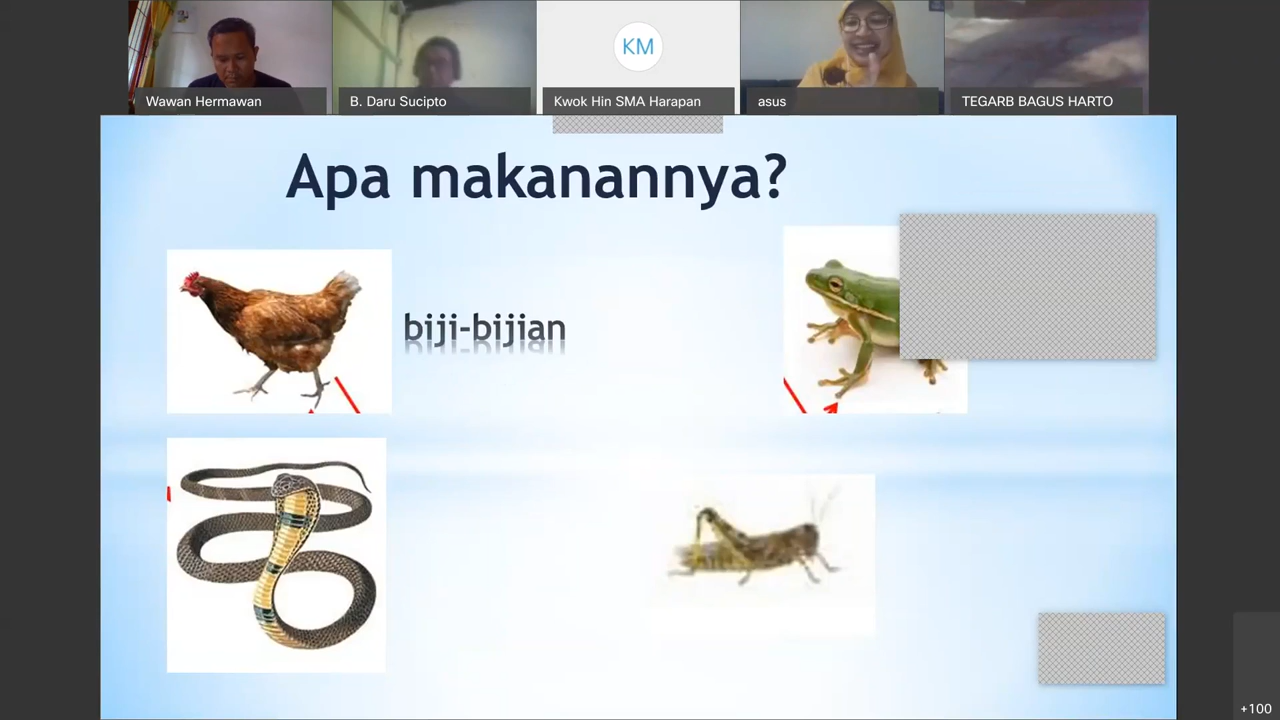 Wawan Hermawan
B. Daru Sucipto
KM
Kwok Hin SMA Harapan
asus
TEGARB BAGUS HARTO
Apa makanannya?
biji-bijian
+100